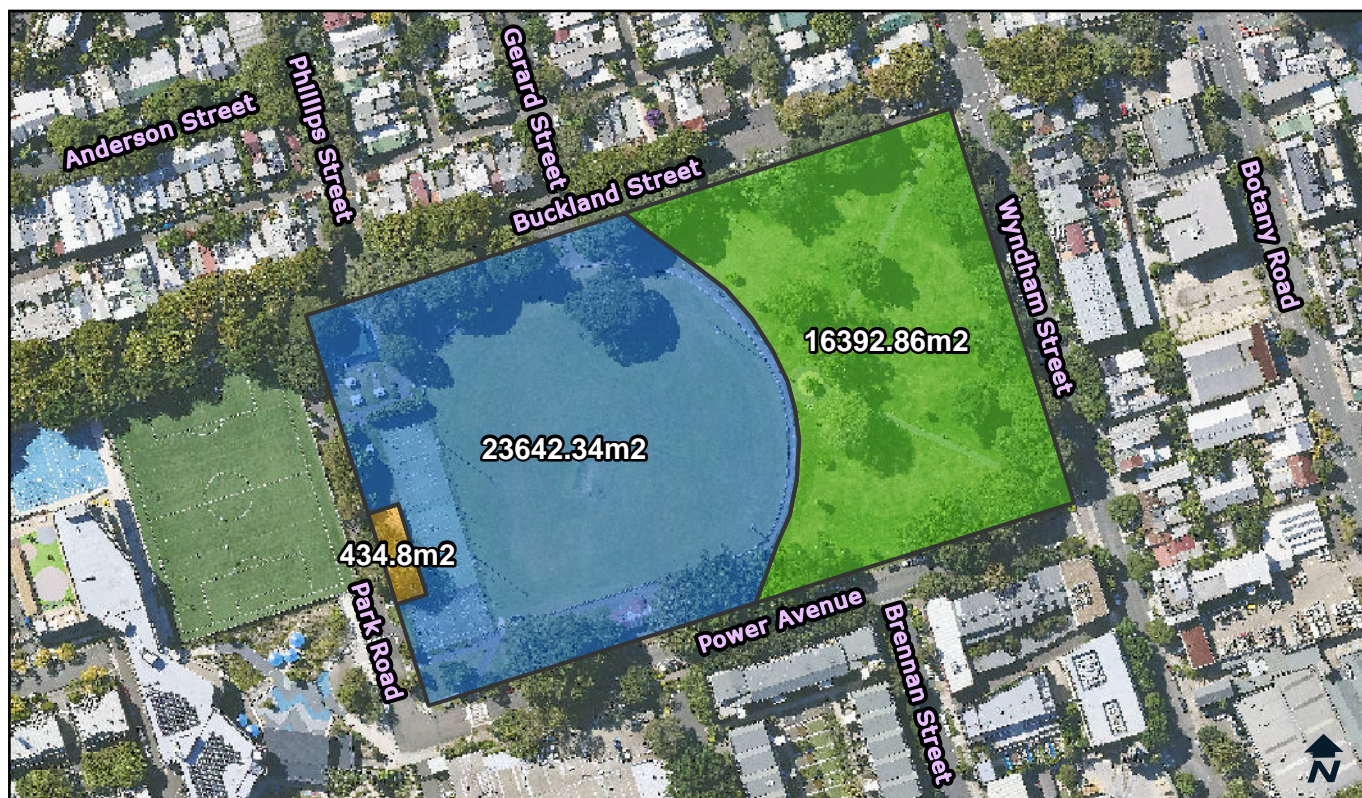 Anderson Street
Phillips Street
Gerard Street
Buckland Street
Wyndham Street
Botany Road
16392.86m2
23642.34m2
434.8m2
Park Road
Power Avenue
Brennan Street
N